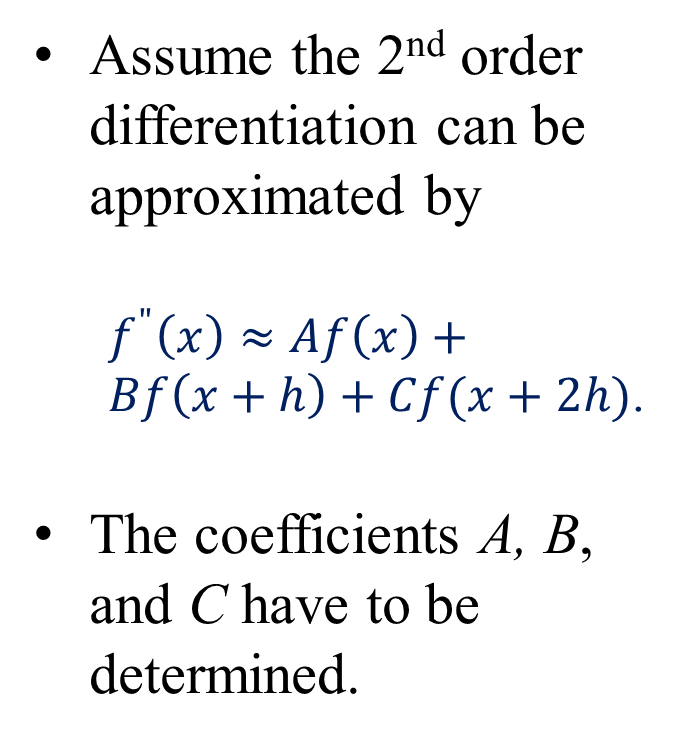 • Assume the 2ⁿᵈ order
differentiation can be
approximated by
f"(x) ≈ Af(x) +
Bf(x + h) + Cf(x + 2h).
• The coefficients A, B,
and C have to be
determined.